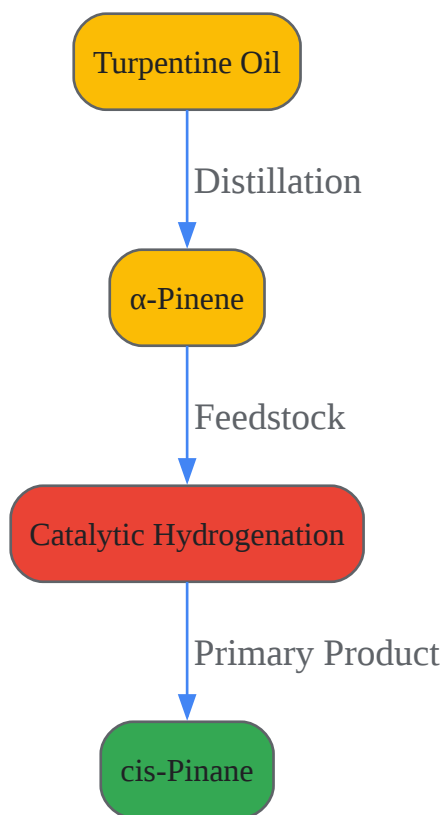 Turpentine Oil
Distillation
α-Pinene
Feedstock
Catalytic Hydrogenation
Primary Product
cis-Pinane